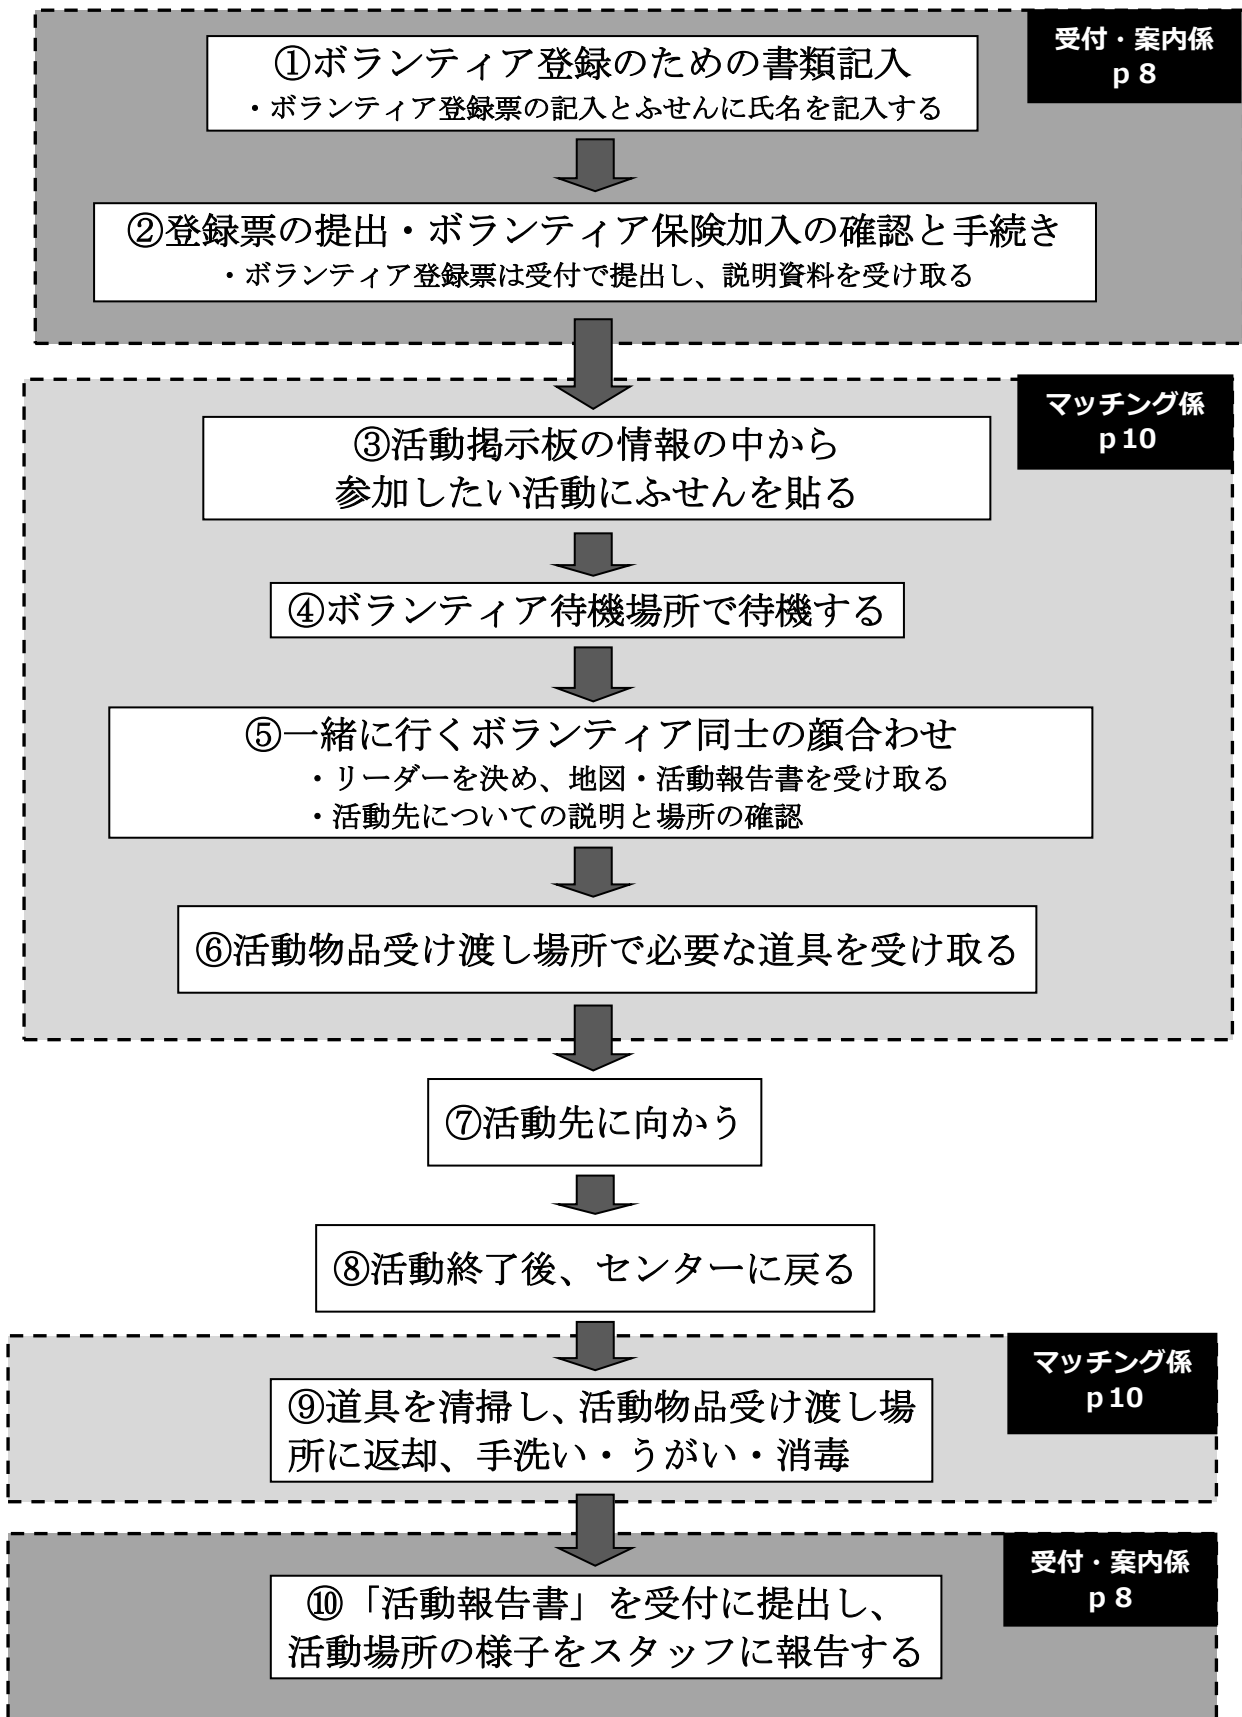 受付・案内係
p 8
①ボランティア登録のための書類記入
・ボランティア登録票の記入とふせんに氏名を記入する
②登録票の提出・ボランティア保険加入の確認と手続き
・ボランティア登録票は受付で提出し、説明資料を受け取る
マッチング係
p 10
③活動掲示板の情報の中から
参加したい活動にふせんを貼る
④ボランティア待機場所で待機する
⑤一緒に行くボランティア同士の顔合わせ
・リーダーを決め、地図・活動報告書を受け取る
・活動先についての説明と場所の確認
⑥活動物品受け渡し場所で必要な道具を受け取る
⑦活動先に向かう
⑧活動終了後、センターに戻る
マッチング係
p 10
⑨道具を清掃し、活動物品受け渡し場
所に返却、手洗い・うがい・消毒
受付・案内係
p 8
⑩「活動報告書」を受付に提出し、
活動場所の様子をスタッフに報告する